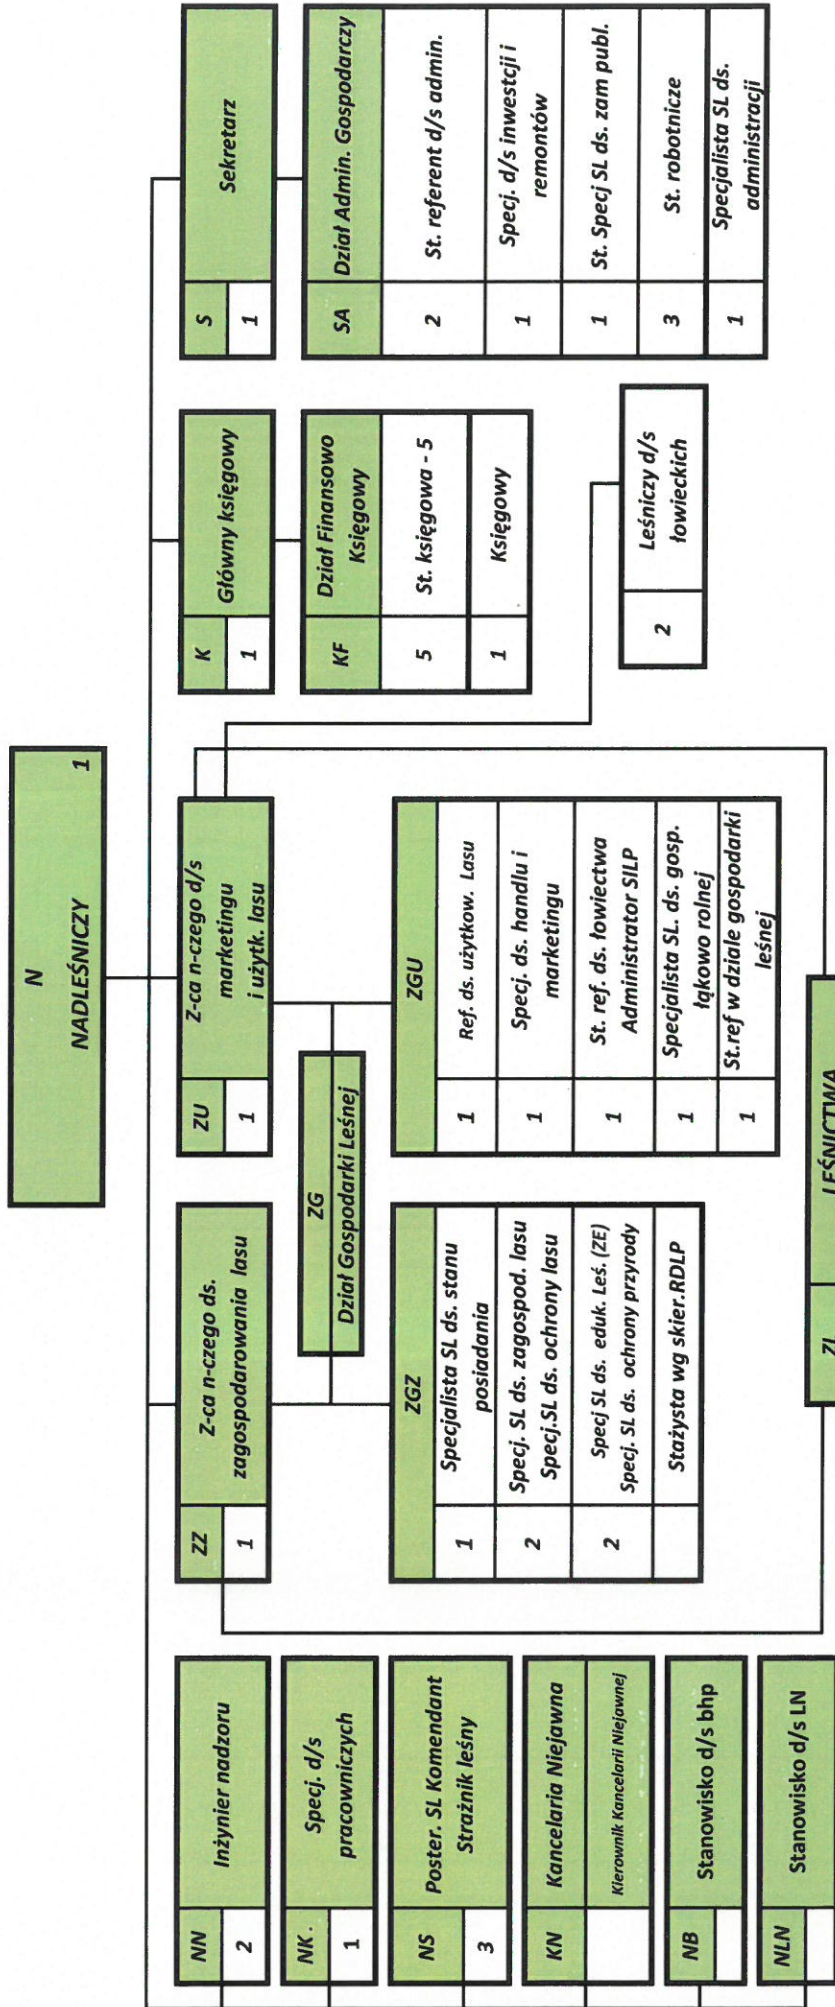 N
NADLEŚNICZY 1
NN
2
Inżynier nadzoru
NK.
1
Specj. d/s
pracowniczych
NS
3
Poster. SL Komendant
Strażnik leśny
KN
Kancelaria Niejawna
Kierownik Kancelarii Niejawnej
NB
Stanowisko d/s bhp
NLN
Stanowisko d/s LN
ZZ
1
Z-ca n-czego ds.
zagospodarowania lasu
ZU
1
Z-ca n-czego d/s
marketingu
i użytk. lasu
ZG
Dział Gospodarki Leśnej
ZGZ
1
Specjalista SL ds. stanu
posiadania
2
Specj. SL ds. zagospod. lasu
Specj.SL ds. ochrony lasu
2
Specj SL ds. eduk. Leś. (ZE)
Specj. SL ds. ochrony przyrody
Stażysta wg skier.RDLP
ZGU
1
Ref. ds. użytkow. Lasu
1
Specj. ds. handlu i
marketingu
1
St. ref. ds. łowiectwa
Administrator SILP
1
Specjalista SL. ds. gosp.
łąkowo rolnej
1
St.ref w dziale gospodarki
leśnej
ZL
LEŚNICTWA
K
1
Główny księgowy
KF
Dział Finansowo
Księgowy
5
St. księgowa - 5
1
Księgowy
2
Leśniczy d/s
łowieckich
S
1
Sekretarz
SA
Dział Admin. Gospodarczy
2
St. referent d/s admin.
1
Specj. d/s inwestcji i
remontów
1
St. Specj SL ds. zam publ.
3
St. robotnicze
1
Specjalista SL ds.
administracji